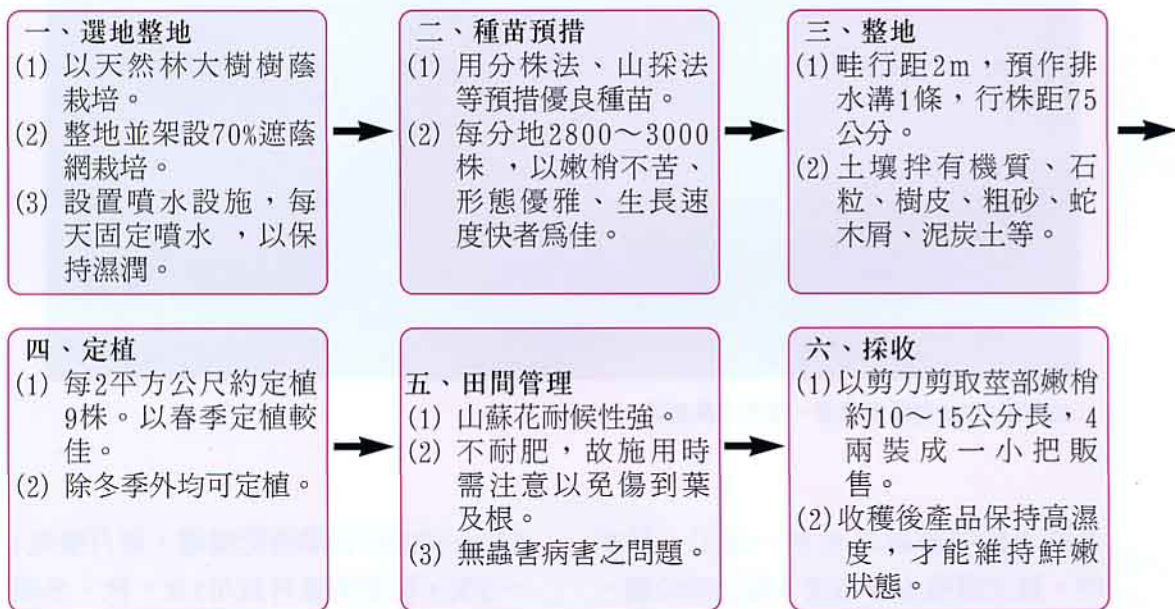 一、選地整地
(1) 以天然林大樹樹蔭
栽培。
(2) 整地並架設70%遮蔭
網栽培。
(3) 設置噴水設施,每
天固定噴水 ,以保
持濕潤。
二、種苗預措
(1) 用分株法、山採法
等預措優良種苗。
(2) 每分地2800~3000
株 ,以嫩梢不苦、
形態優雅、生長速
度快者為佳。
三、整地
(1) 畦行距2m,預作排
水溝1條,行株距75
公分。
(2) 土壤拌有機質、石
粒、樹皮、粗砂、蛇
木屑、泥炭土等。
四、定植
(1) 每2平方公尺約定植
9株。以春季定植較
佳。
(2) 除冬季外均可定植。
五、田間管理
(1) 山蘇花耐候性強。
(2) 不耐肥,故施用時
需注意以免傷到葉
及根。
(3) 無蟲害病害之問題。
六、採收
(1) 以剪刀剪取莖部嫩梢
約10~15公分長,4
兩裝成一小把販
售。
(2) 收穫後產品保持高濕
度,才能維持鮮嫩
狀態。